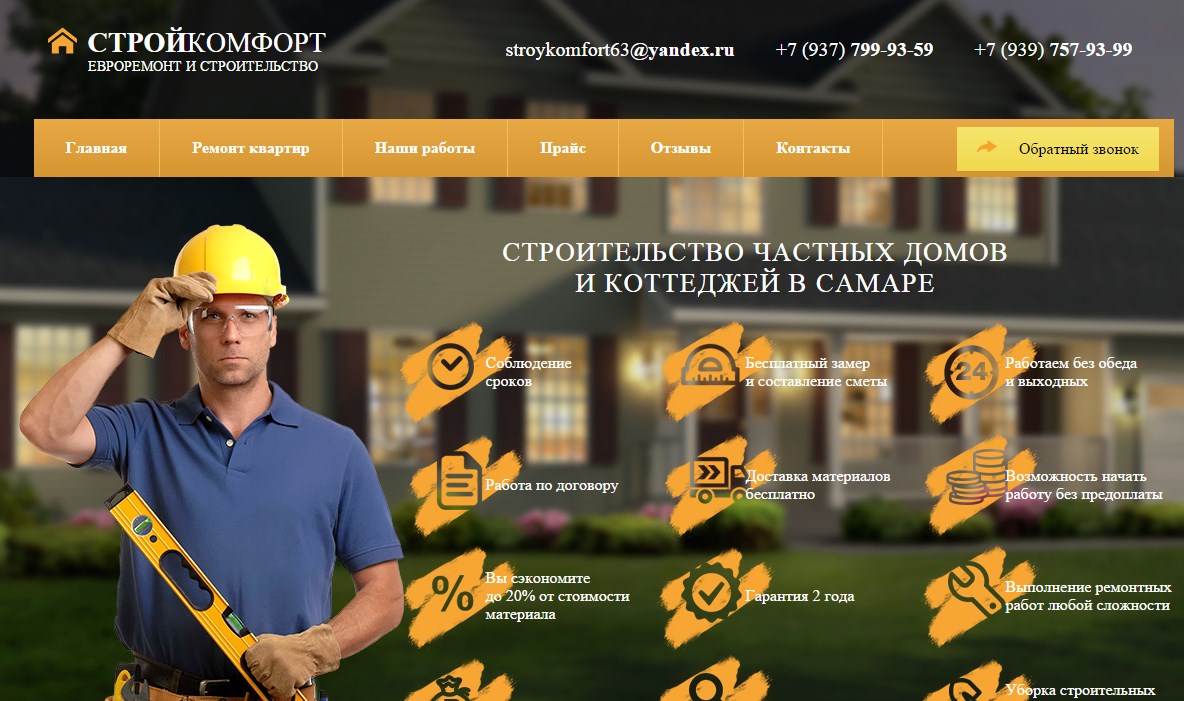 СТРОЙКОМФОРТ
ЕВРОРЕМОНТ И СТРОИТЕЛЬСТВО
stroykomfort63@yandex.ru
+7 (937) 799-93-59
+7 (939) 757-93-99
Главная
Ремонт квартир
Наши работы
Прайс
Отзывы
Контакты
Обратный звонок
СТРОИТЕЛЬСТВО ЧАСТНЫХ ДОМОВ
И КОТТЕДЖЕЙ В САМАРЕ
Соблюдение
сроков
Бесплатный замер
и составление сметы
24
Работаем без обеда
и выходных
Работа по договору
Доставка материалов
бесплатно
Возможность начать
работу без предоплаты
%
Вы сэкономите
до 20% от стоимости
материала
Гарантия 2 года
Выполнение ремонтных
работ любой сложности
Уборка строительных